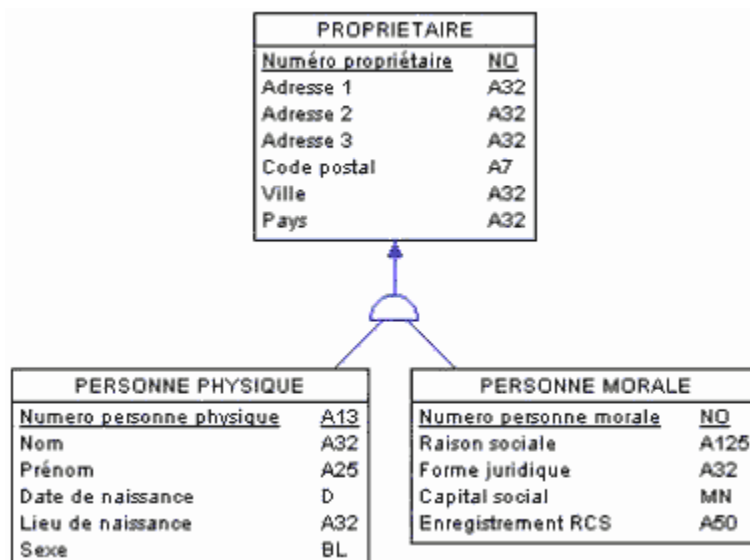 PROPRIETAIRE
Numéro propriétaire NO
Adresse 1 A32
Adresse 2 A32
Adresse 3 A32
Code postal A7
Ville A32
Pays A32
PERSONNE PHYSIQUE
Numero personne physique A13
Nom A32
Prénom A25
Date de naissance D
Lieu de naissance A32
Sexe BL
PERSONNE MORALE
Numero personne morale NO
Raison sociale A125
Forme juridique A32
Capital social MN
Enregistrement RCS A50